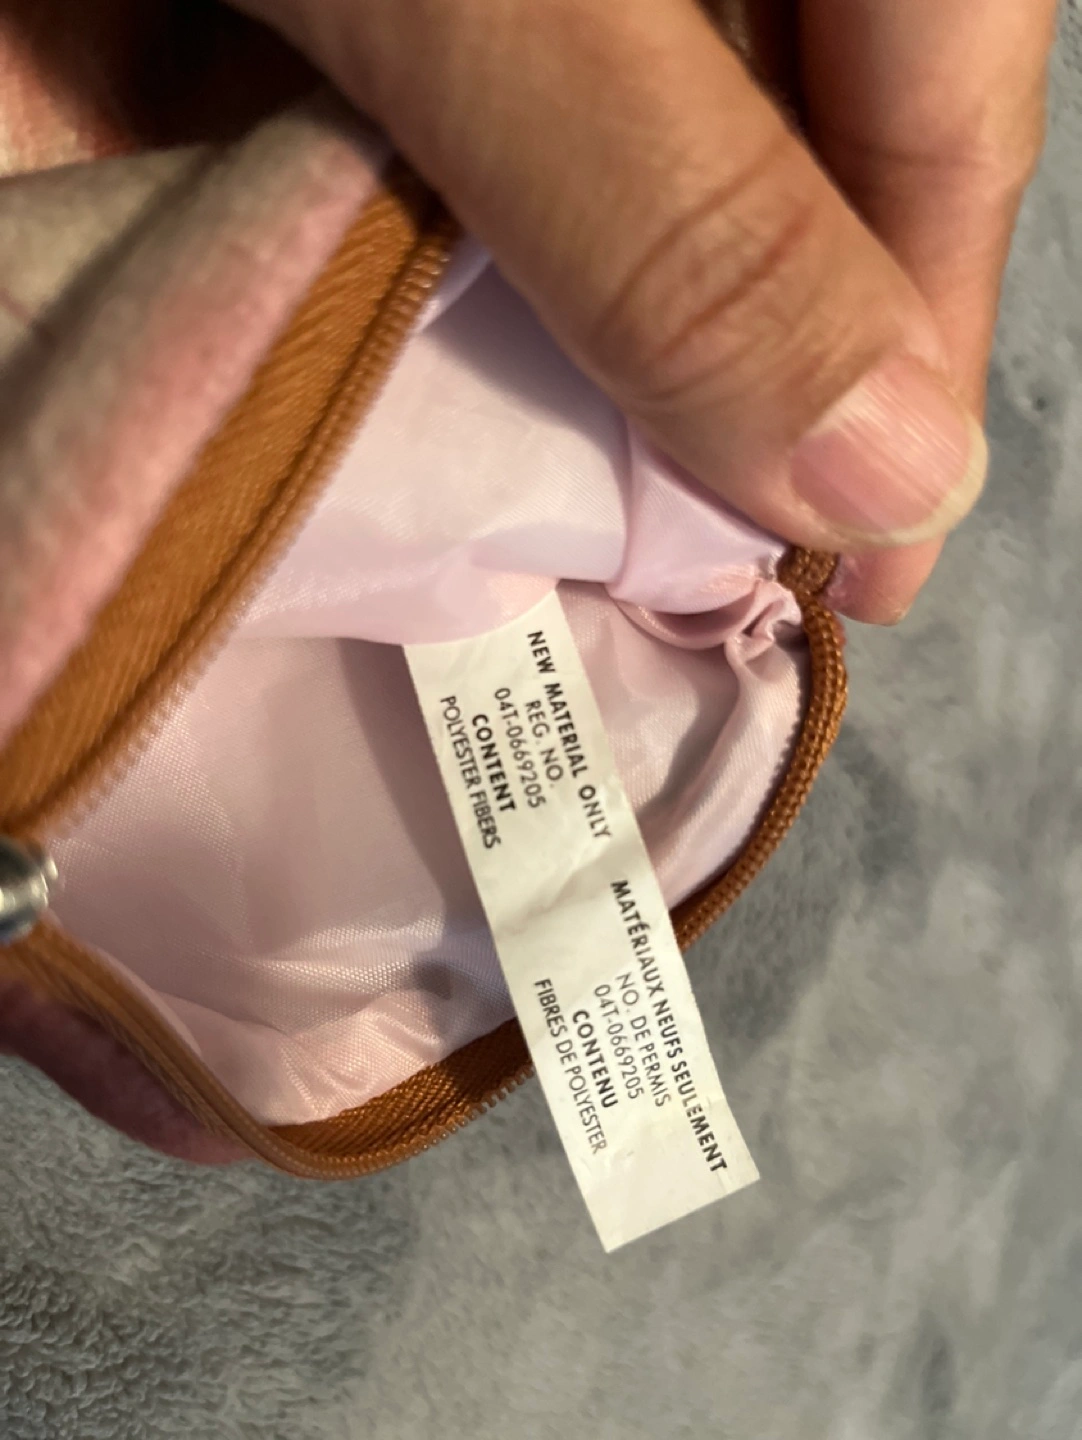 NEW MATERIAL ONLY
REG. NO.
04T-0669205
CONTENT
POLYESTER FIBERS
MATÉRIAUX NEUFS SEULEMENT
NO. DE PERMIS
04T-0669205
CONTENU
FIBRES DE POLYESTER